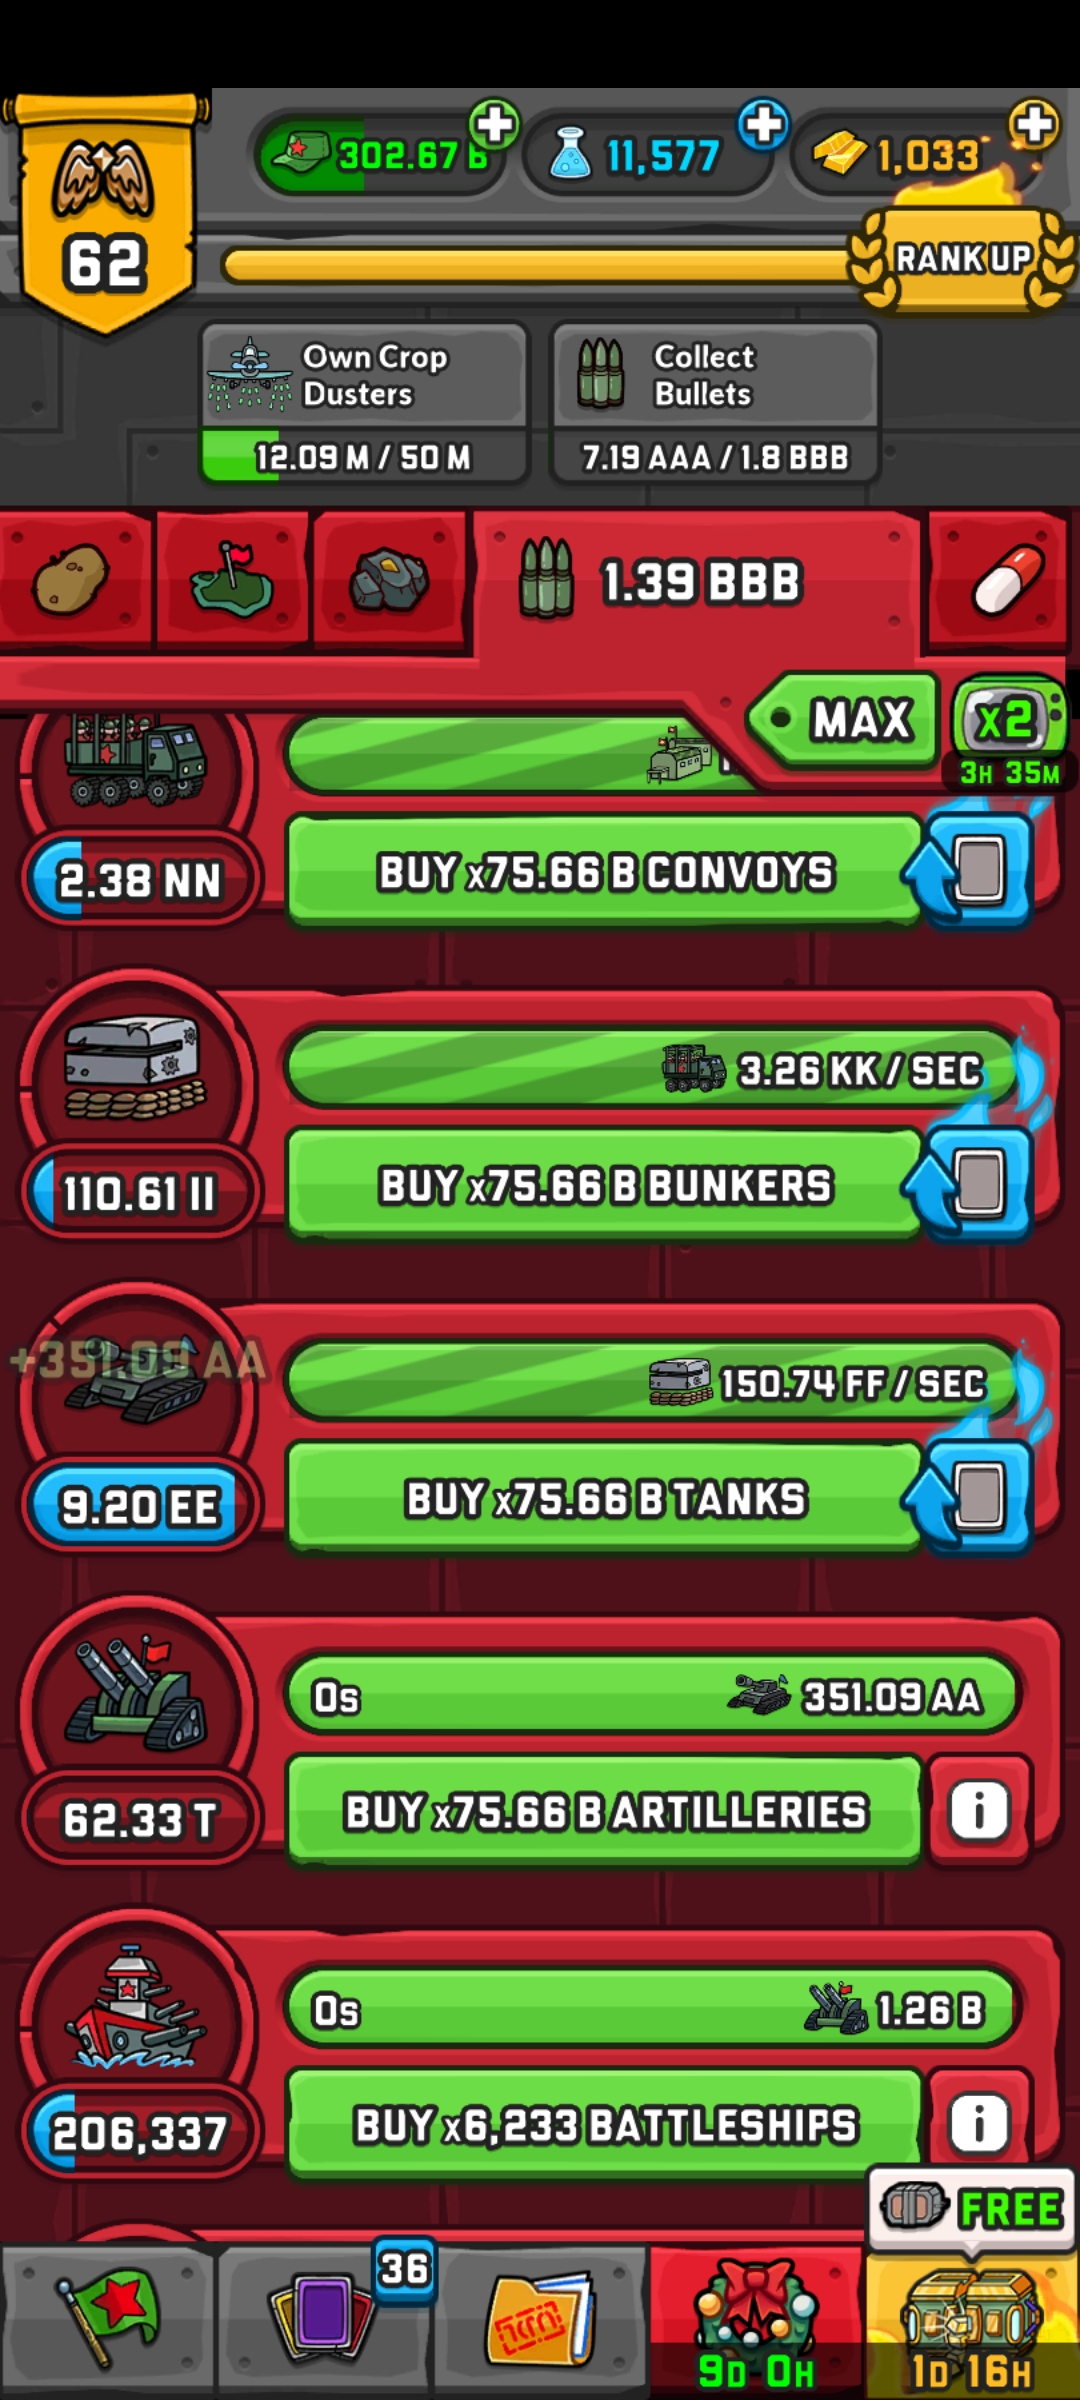 302.67 B
11,577
1,033
62
RANK UP
Own Crop
Dusters
12.09 M / 50 M
Collect
Bullets
7.19 AAA / 1.8 BBB
1.39 BBB
MAX
x2
3H 35M
2.38 NN
BUY x75.66 B CONVOYS
3.26 KK / SEC
110.61 II
BUY x75.66 B BUNKERS
+351.09 AA
150.74 FF / SEC
9.20 EE
BUY x75.66 B TANKS
0s
351.09 AA
62.33 T
BUY x75.66 B ARTILLERIES
i
0s
1.26 B
206,337
BUY x6,233 BATTLESHIPS
i
FREE
36
9D 0H
1D 16H